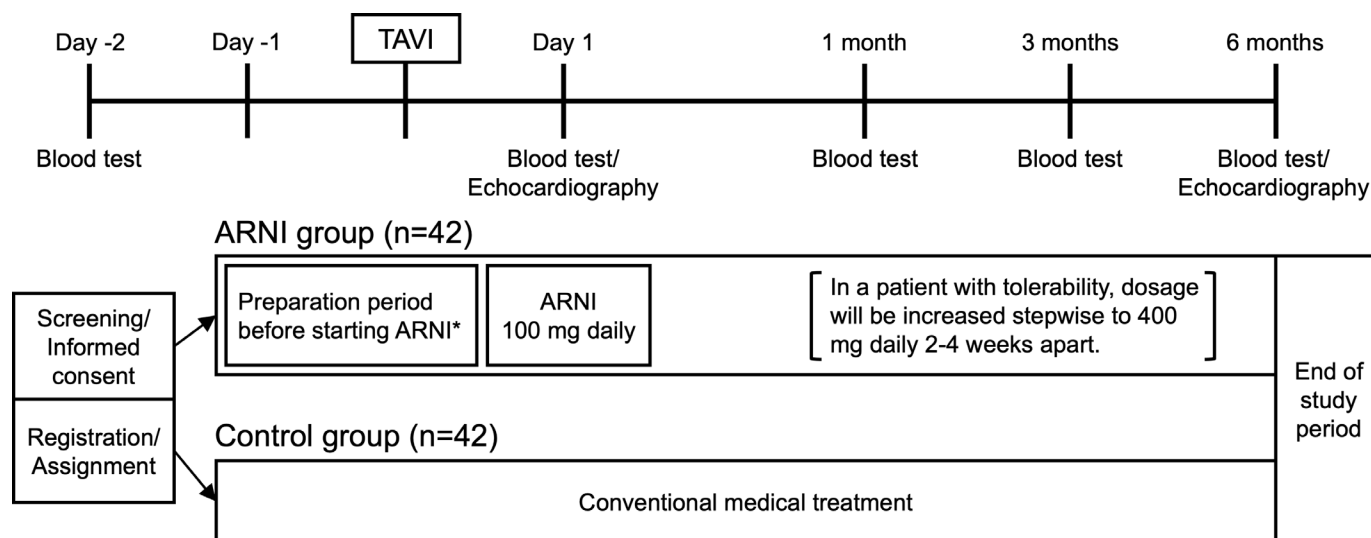 Day -2
Day -1
TAVI
Day 1
1 month
3 months
6 months
Blood test
Blood test/
Echocardiography
Blood test
Blood test
Blood test/
Echocardiography
ARNI group (n=42)
Screening/
Informed
consent
Registration/
Assignment
Preparation period
before starting ARNI*
ARNI
100 mg daily
In a patient with tolerability, dosage
will be increased stepwise to 400
mg daily 2-4 weeks apart.
End of
study
period
Control group (n=42)
Conventional medical treatment